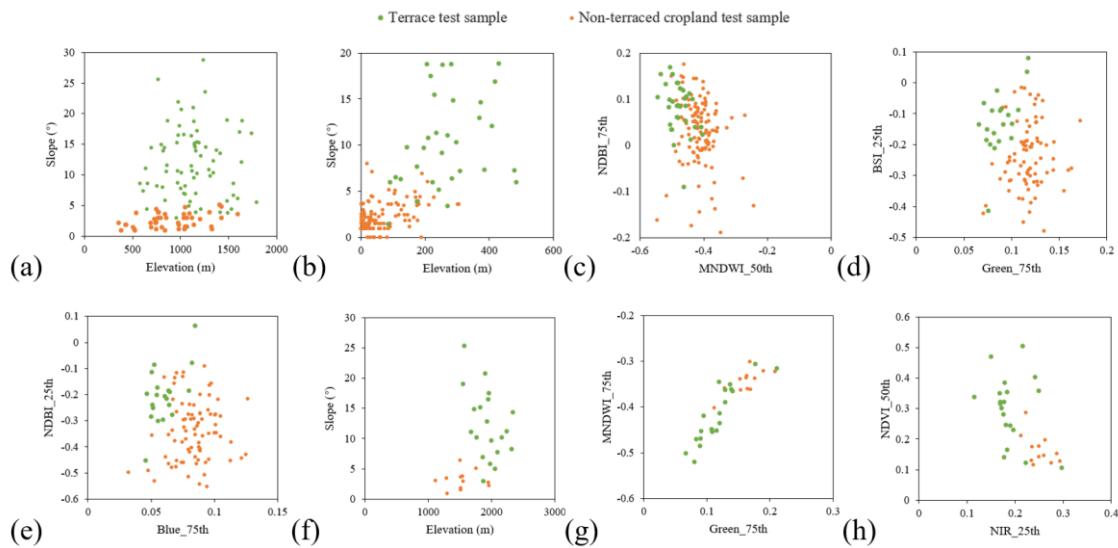 Terrace test sample Non-terraced cropland test sample
30
25
20
15
10
5
0
0 500 1000 1500 2000
Slope (°)
Elevation (m)
(a)
20
15
10
5
0
0 200 400 600
Slope (°)
Elevation (m)
(b)
0.2
0.1
0
-0.1
-0.2
-0.6 -0.4 -0.2 0
NDBI_75th
MNDWI_50th
(c)
0.1
0
-0.1
-0.2
-0.3
-0.4
-0.5
0 0.05 0.1 0.15 0.2
BSI_25th
Green_75th
(d)
0.1
0
-0.1
-0.2
-0.3
-0.4
-0.5
-0.6
0 0.05 0.1 0.15
NDBI_25th
Blue_75th
(e)
30
25
20
15
10
5
0
0 1000 2000 3000
Slope (°)
Elevation (m)
(f)
-0.2
-0.3
-0.4
-0.5
-0.6
0 0.1 0.2 0.3
MNDWI_75th
Green_75th
(g)
0.6
0.5
0.4
0.3
0.2
0.1
0
0 0.1 0.2 0.3 0.4
NDVI_50th
NIR_25th
(h)